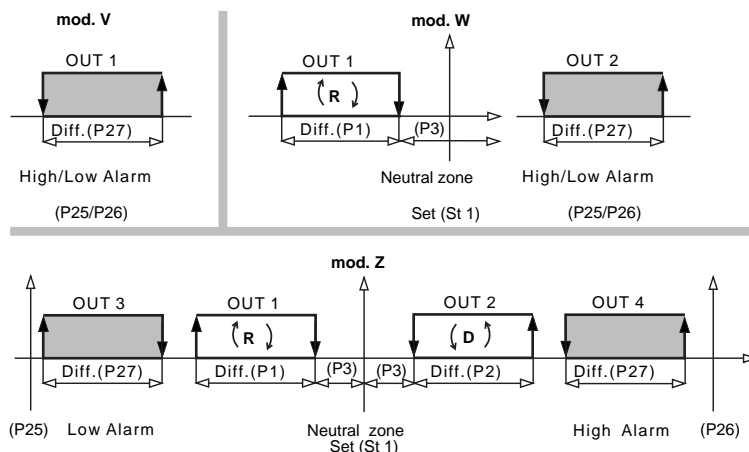 mod. V
OUT 1
Diff.(P27)
High/Low Alarm
(P25/P26)
mod. W
OUT 1
R
Diff.(P1)
(P3)
Neutral zone
Set (St 1)
OUT 2
Diff.(P27)
High/Low Alarm
(P25/P26)
mod. Z
OUT 3
OUT 1
OUT 2
OUT 4
R
D
Diff.(P27)
Diff.(P1)
(P3)
(P3)
Diff.(P2)
Diff.(P27)
(P25)
Low Alarm
Neutral zone
Set (St 1)
High Alarm
(P26)